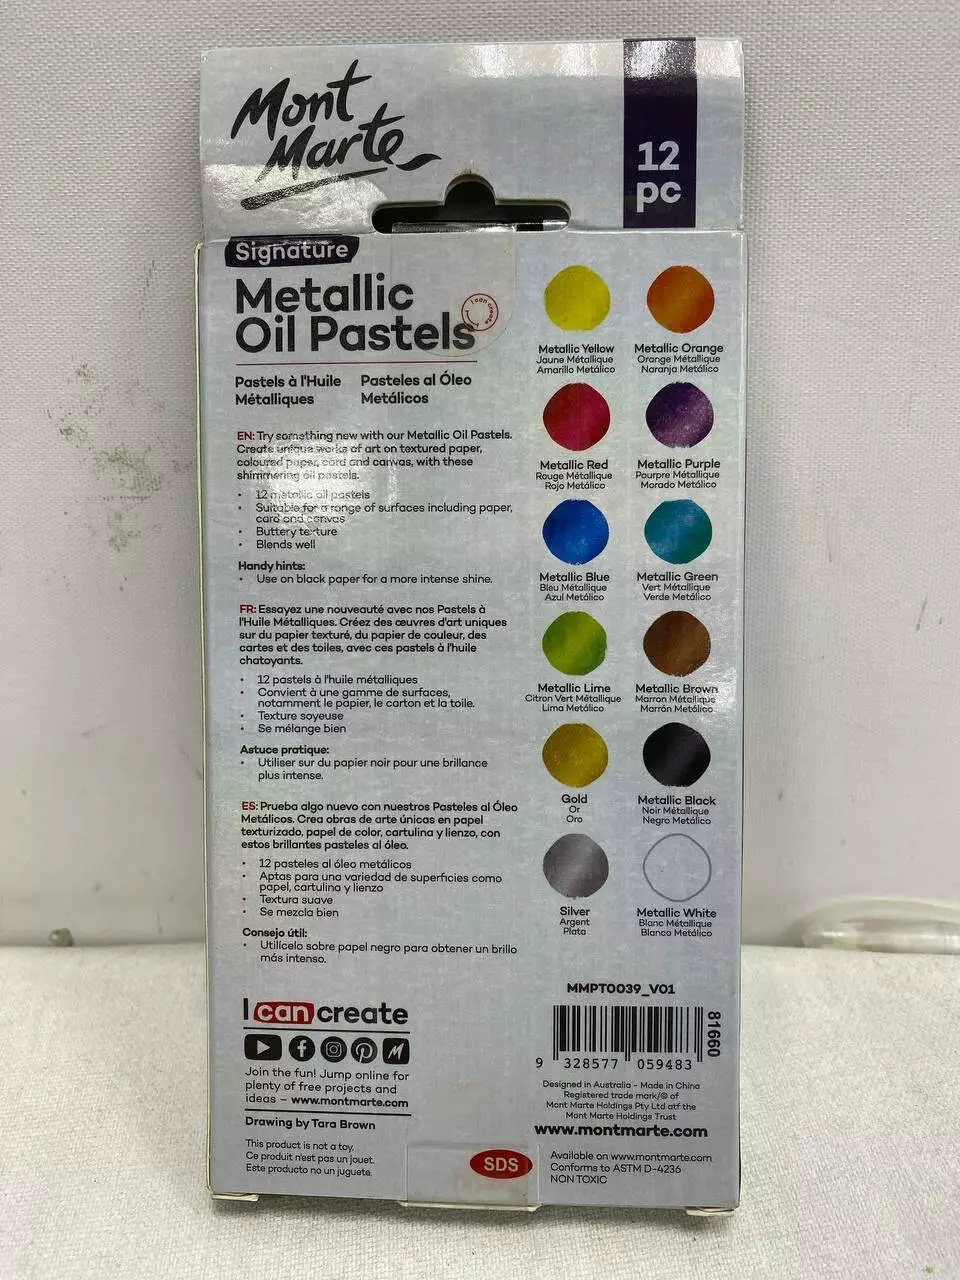 Mont
Marte
12
pc
Signature
Metallic
Oil Pastels
I can create
Pastels à l'Huile
Métalliques
Pasteles al Óleo
Metálicos
EN: Try something new with our Metallic Oil Pastels.
Create unique works of art on textured paper,
coloured paper, card and canvas, with these
shimmering oil pastels.
• 12 metallic oil pastels
• Suitable for a range of surfaces including paper,
card and canvas
• Buttery texture
• Blends well
Handy hints:
• Use on black paper for a more intense shine.
FR: Essayez une nouveauté avec nos Pastels à
l'Huile Métalliques. Créez des œuvres d'art uniques
sur du papier texturé, du papier de couleur, des
cartes et des toiles, avec ces pastels à l'huile
chatoyants.
• 12 pastels à l'huile métalliques
• Convient à une gamme de surfaces,
notamment le papier, le carton et la toile.
• Texture soyeuse
• Se mélange bien
Astuce pratique:
• Utiliser sur du papier noir pour une brillance
plus intense.
ES: Prueba algo nuevo con nuestros Pasteles al Óleo
Metálicos. Crea obras de arte únicas en papel
texturizado, papel de color, cartulina y lienzo, con
estos brillantes pasteles al óleo.
• 12 pasteles al óleo metálicos
• Aptas para una variedad de superficies como
papel, cartulina y lienzo
• Textura suave
• Se mezcla bien
Consejo útil:
• Utilícelo sobre papel negro para obtener un brillo
más intenso.
Metallic Yellow
Jaune Métallique
Amarillo Metálico
Metallic Orange
Orange Métallique
Naranja Metálico
Metallic Red
Rouge Métallique
Rojo Metálico
Metallic Purple
Pourpre Métallique
Morado Metálico
Metallic Blue
Bleu Métallique
Azul Metálico
Metallic Green
Vert Métallique
Verde Metálico
Metallic Lime
Citron Vert Métallique
Lima Metálico
Metallic Brown
Marron Métallique
Marrón Metálico
Gold
Or
Oro
Metallic Black
Noir Métallique
Negro Metálico
Silver
Argent
Plata
Metallic White
Blanc Métallique
Blanco Metálico
I can create
Join the fun! Jump online for
plenty of free projects and
ideas – www.montmarte.com
Drawing by Tara Brown
This product is not a toy.
Ce produit n'est pas un jouet.
Este producto no un juguete.
SDS
MMPT0039_V01
81660
9 328577 059483
Designed in Australia - Made in China
Registered trade mark/© of
Mont Marte Holdings Pty Ltd atf the
Mont Marte Holdings Trust
www.montmarte.com
Available on www.montmarte.com
Conforms to ASTM D-4236
NON TOXIC